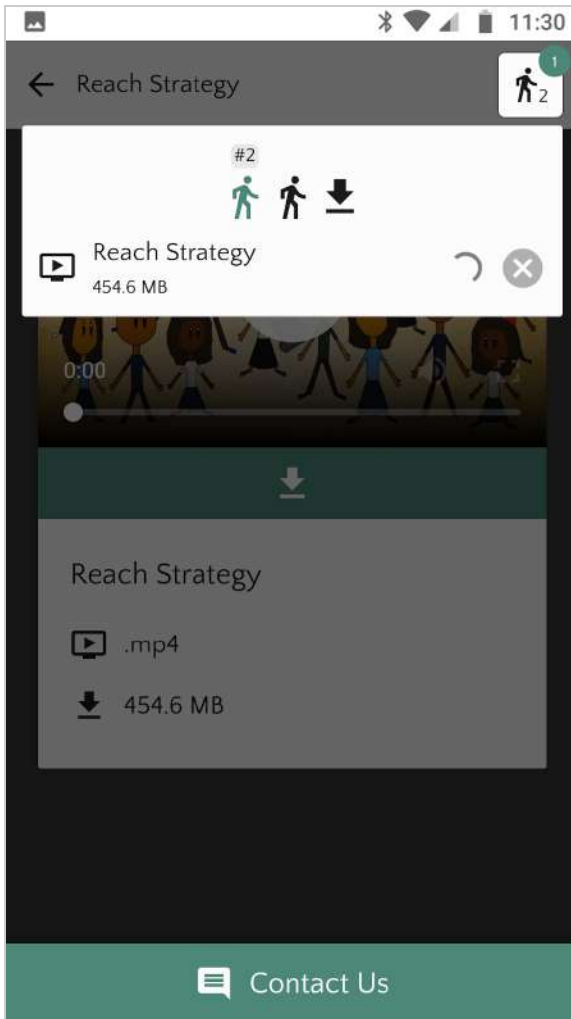 11:30
Reach Strategy
1
2
#2
Reach Strategy
454.6 MB
0:00
Reach Strategy
.mp4
454.6 MB
Contact Us